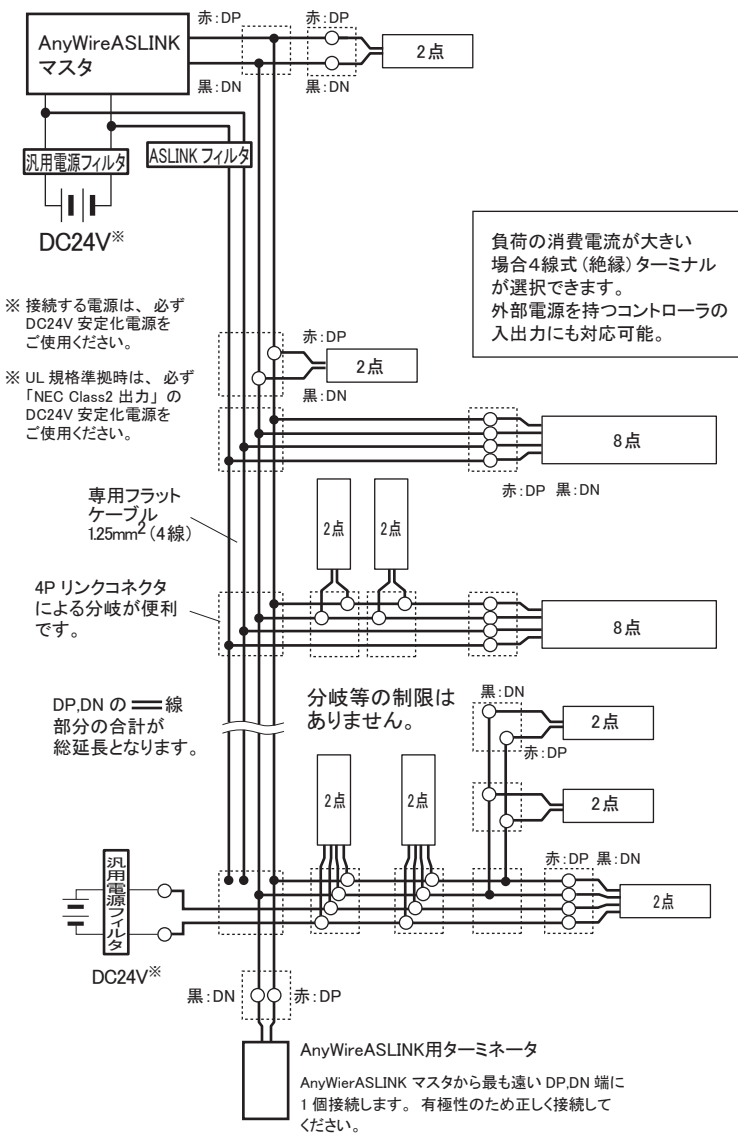 赤:DP
赤:DP
AnyWireASLINK
マスタ
2点
黒:DN
黒:DN
汎用電源フィルタ
ASLINK フィルタ
DC24V※
負荷の消費電流が大きい
場合4線式(絶縁)ターミナル
が選択できます。
外部電源を持つコントローラの
入出力にも対応可能。
※ 接続する電源は、必ず
DC24V 安定化電源を
ご使用ください。
※ UL 規格準拠時は、必ず
「NEC Class2 出力」の
DC24V 安定化電源を
ご使用ください。
赤:DP
2点
黒:DN
8点
赤:DP 黒:DN
専用フラット
ケーブル
1.25mm2(4線)
2点
2点
4P リンクコネクタ
による分岐が便利
です。
8点
DP,DN の 線
部分の合計が
総延長となります。
分岐等の制限は
ありません。
黒:DN
2点
赤:DP
2点
2点
2点
赤:DP 黒:DN
2点
汎用電源フィルタ
DC24V※
黒:DN
赤:DP
AnyWireASLINK用ターミネータ
AnyWierASLINK マスタから最も遠い DP,DN 端に
1 個接続します。有極性のため正しく接続して
ください。